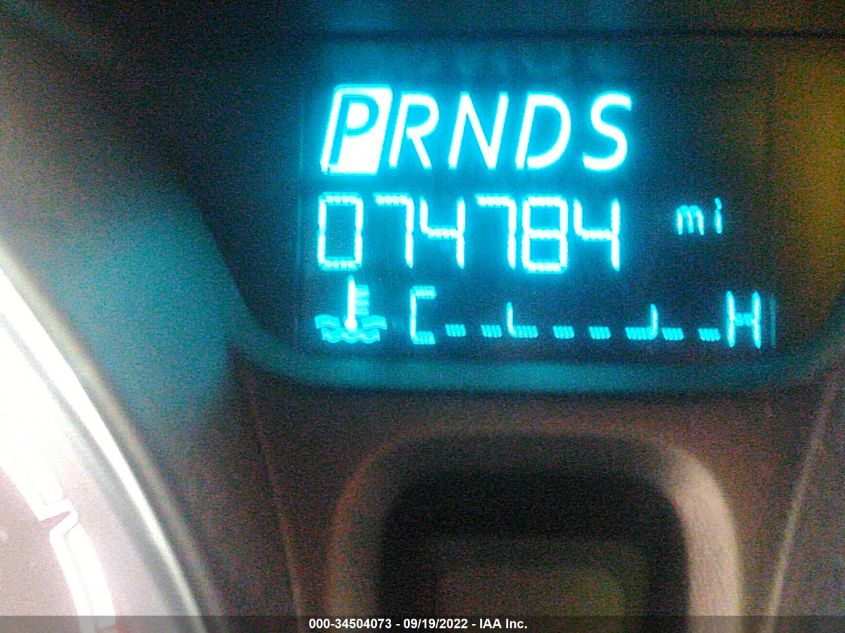 PRNDS
074784 mi
C H
000-34504073 - 09/19/2022 - IAA Inc.